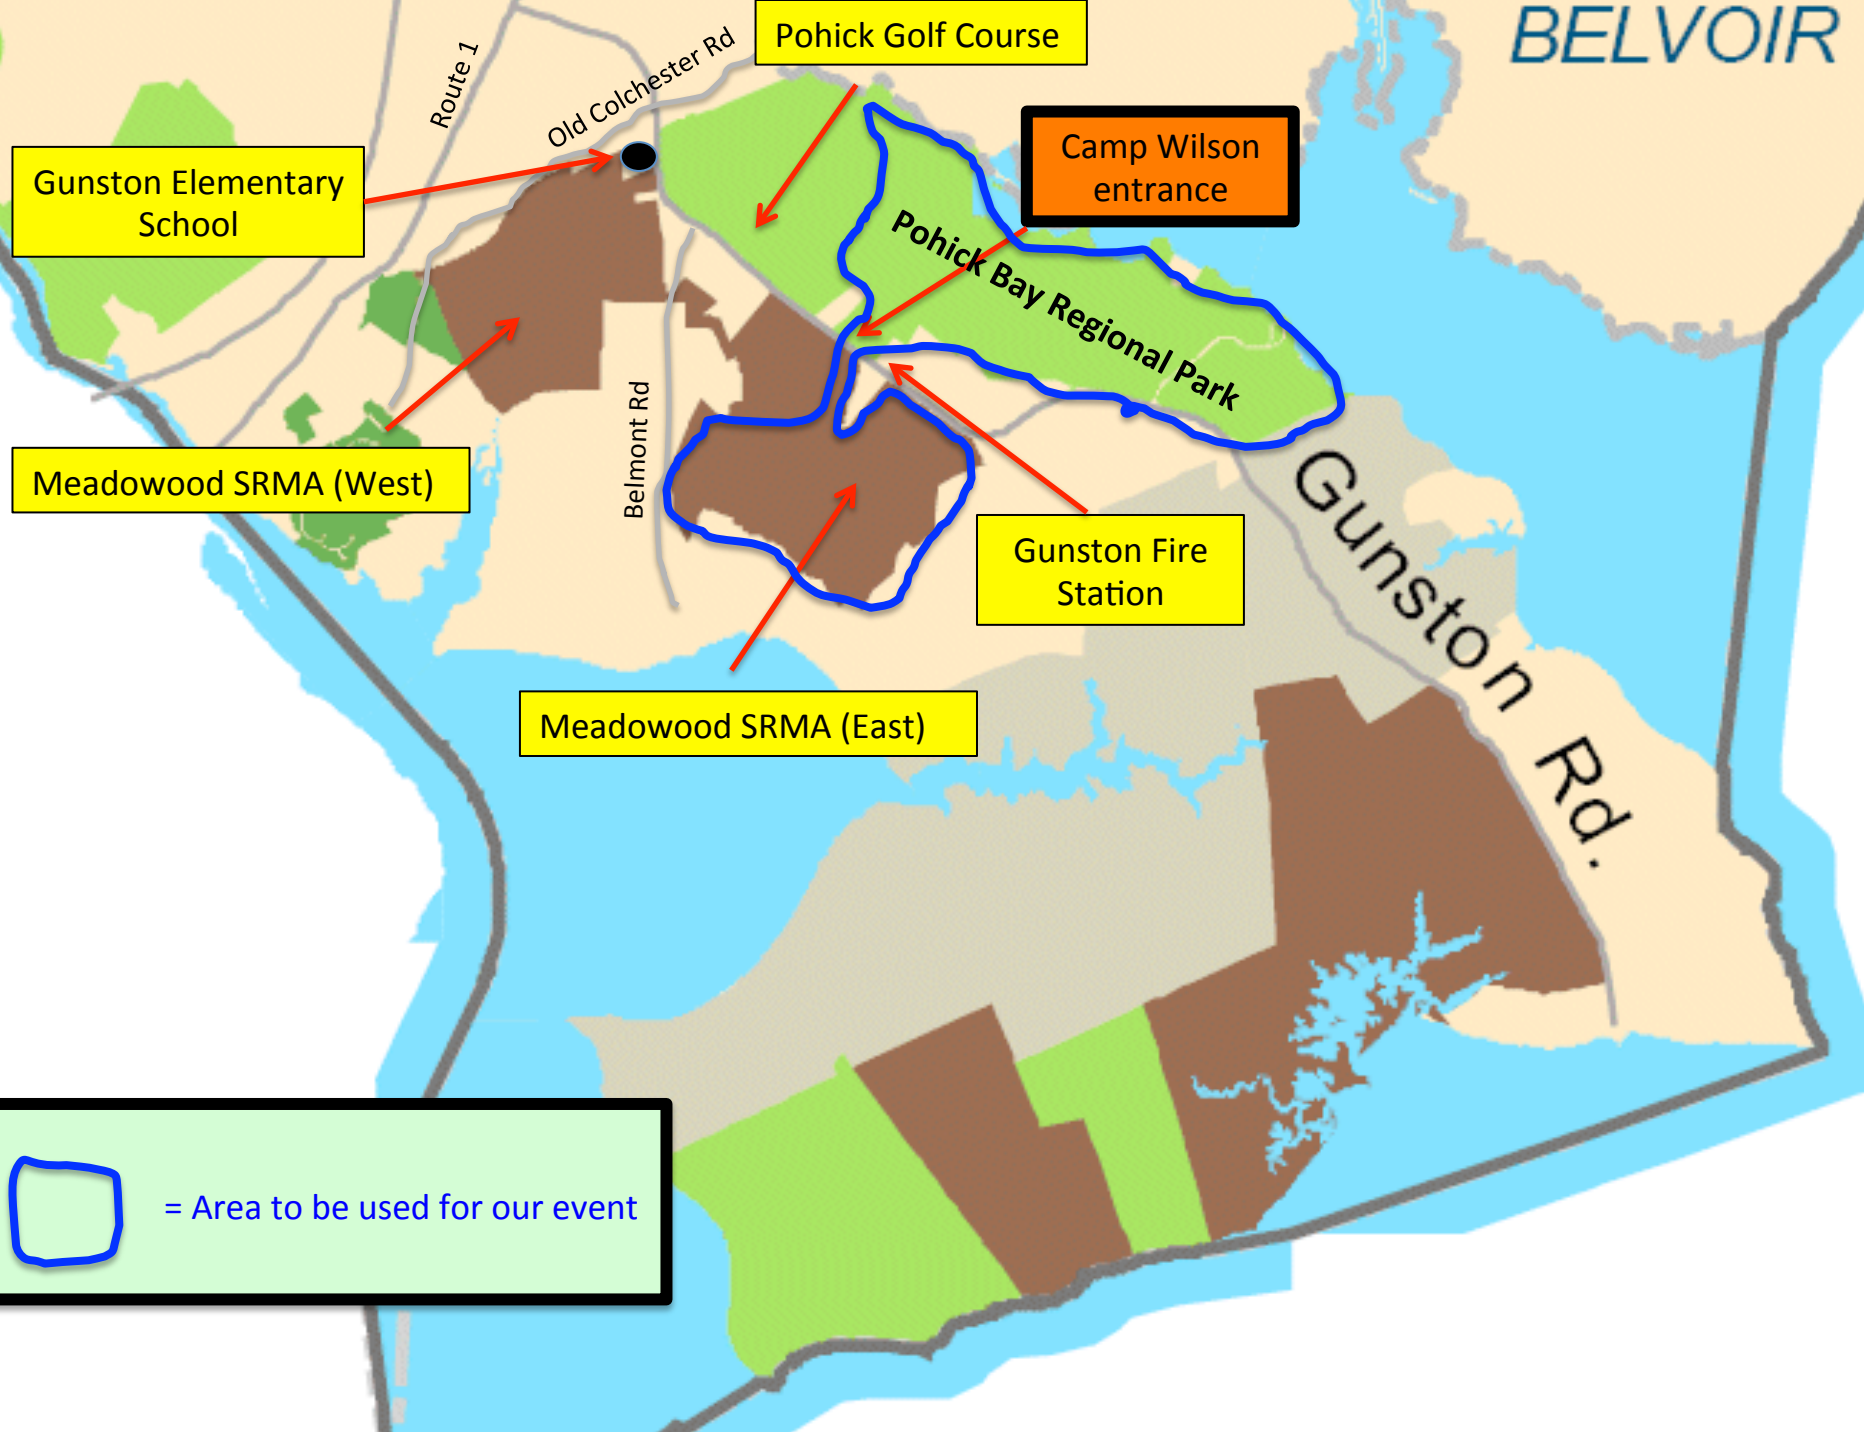 BELVOIR
Pohick Golf Course
Route 1
Old Colchester Rd
Camp Wilson
entrance
Gunston Elementary
School
Pohick Bay Regional Park
Belmont Rd
Meadowood SRMA (West)
Gunston Rd.
Gunston Fire
Station
Meadowood SRMA (East)
= Area to be used for our event